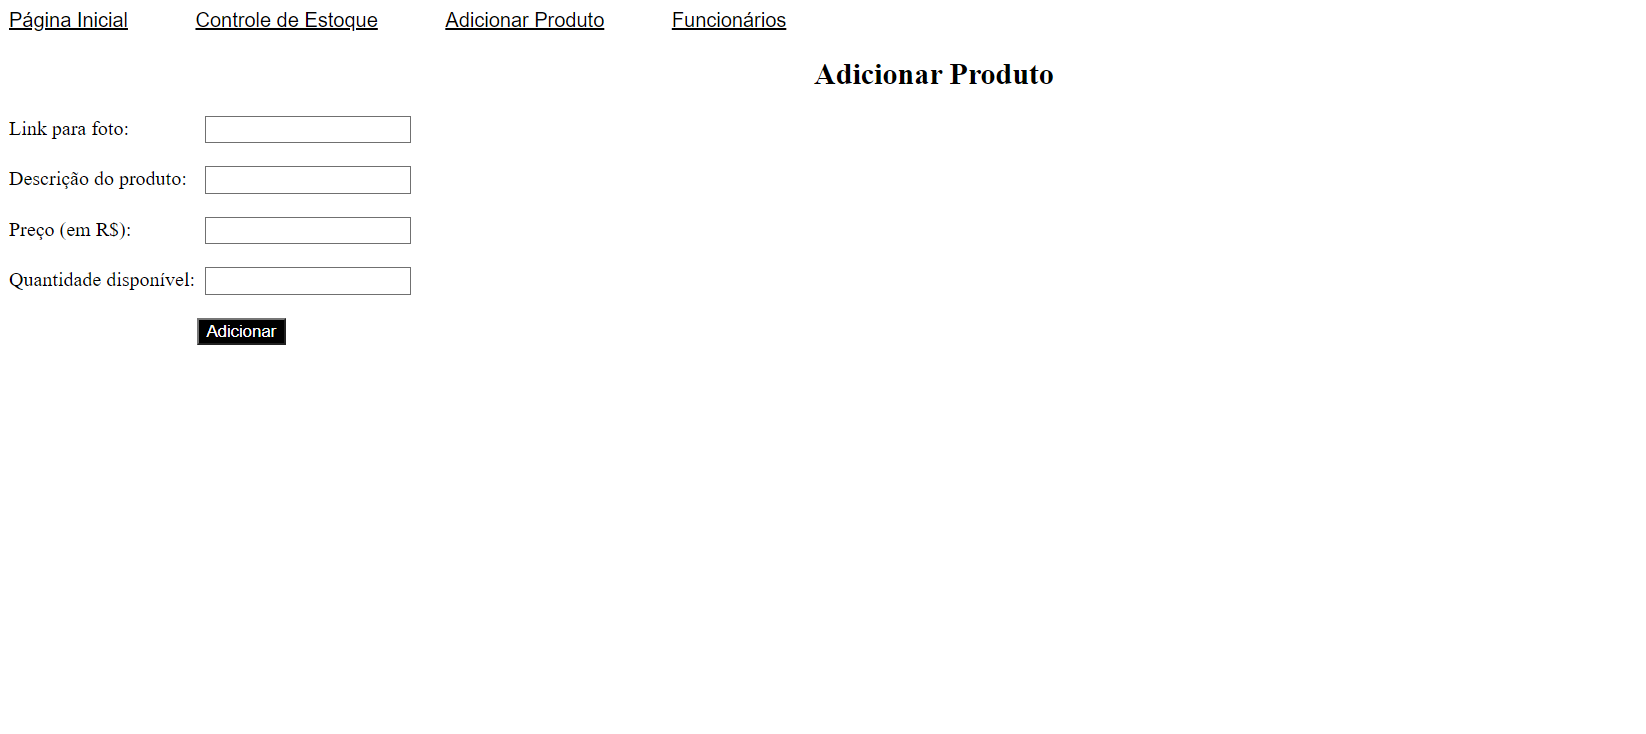 Página Inicial Controle de Estoque Adicionar Produto Funcionários
Adicionar Produto
Link para foto:
Descrição do produto:
Preço (em R$):
Quantidade disponível:
Adicionar